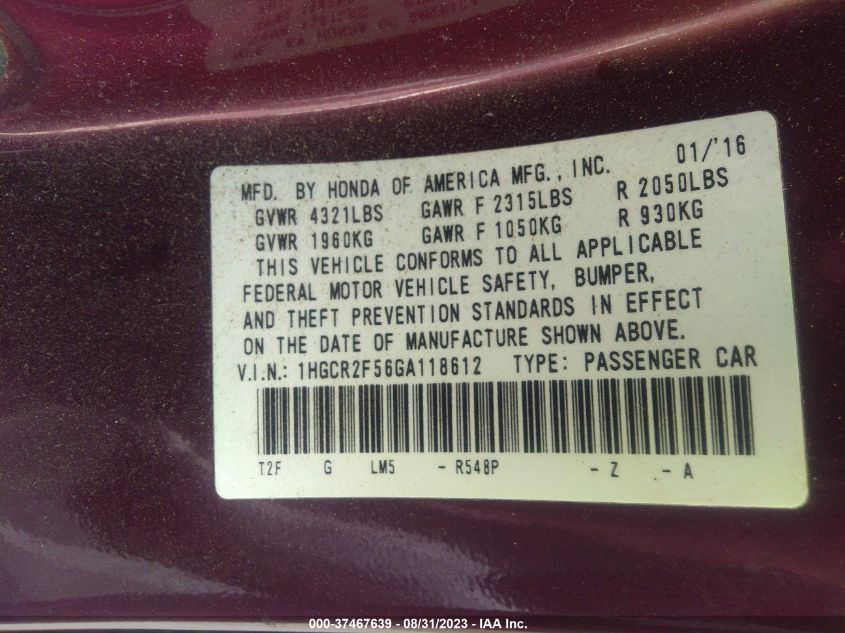 MFD. BY HONDA OF AMERICA MFG., INC. 01/'16
GVWR 4321LBS GAWR F 2315LBS R 2050LBS
GVWR 1960KG GAWR F 1050KG R 930KG
THIS VEHICLE CONFORMS TO ALL APPLICABLE
FEDERAL MOTOR VEHICLE SAFETY, BUMPER,
AND THEFT PREVENTION STANDARDS IN EFFECT
ON THE DATE OF MANUFACTURE SHOWN ABOVE.
V.I.N.: 1HGCR2F56GA118612 TYPE: PASSENGER CAR
T2F G LM5 - R548P - Z - A
000-37467639 - 08/31/2023 - IAA Inc.